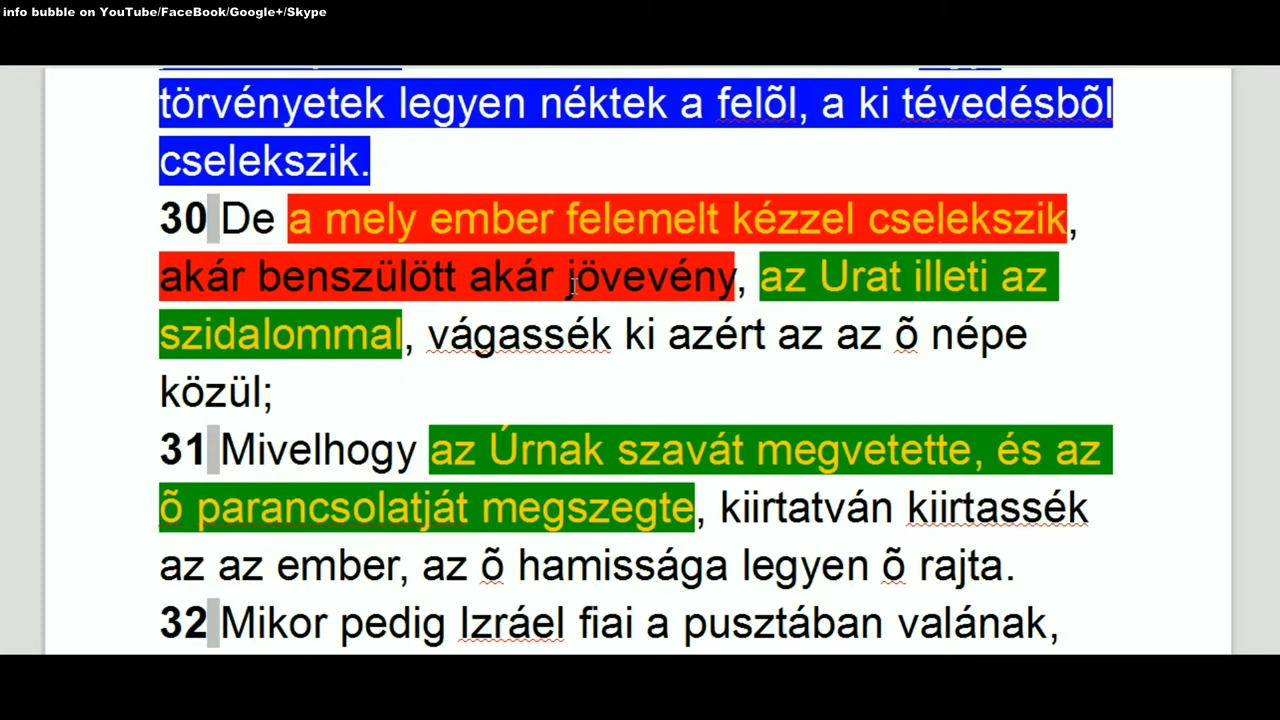 info bubble on YouTube/FaceBook/Google+/Skype
törvényetek legyen néktek a felõl, a ki tévedésbõl
cselekszik.
30 De a mely ember felemelt kézzel cselekszik,
akár benszülött akár jövevény, az Urat illeti az
szidalommal, vágassék ki azért az az õ népe
közül;
31 Mivelhogy az Úrnak szavát megvetette, és az
õ parancsolatját megszegte, kiirtatván kiirtassék
az az ember, az õ hamissága legyen õ rajta.
32 Mikor pedig Izráel fiai a pusztában valának,